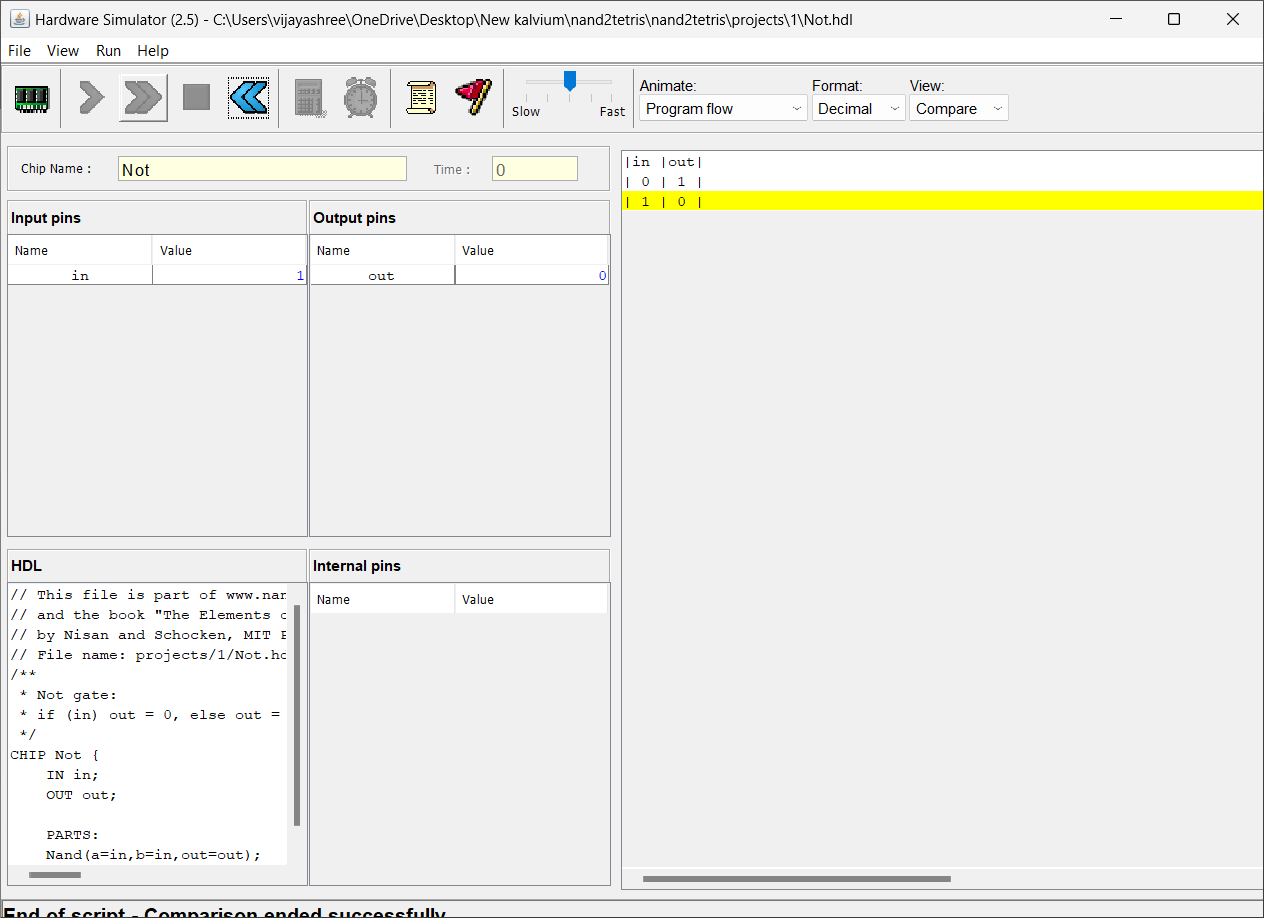 Hardware Simulator (2.5) - C:\Users\vijayashree\OneDrive\Desktop\New kalvium\nand2tetris\nand2tetris\projects\1\Not.hdl
File View Run Help
Slow Fast
Animate: Format: View:
Program flow Decimal Compare
Chip Name : Not Time : 0
Input pins
Name Value
in 1
Output pins
Name Value
out 0
HDL
// This file is part of www.nan
// and the book "The Elements o
// by Nisan and Schocken, MIT P
// File name: projects/1/Not.hd
/**
 * Not gate:
 * if (in) out = 0, else out =
 */
CHIP Not {
    IN in;
    OUT out;
    PARTS:
    Nand(a=in,b=in,out=out);
Internal pins
Name Value
|in |out|
| 0 | 1 |
| 1 | 0 |
End of script - Comparison ended successfully